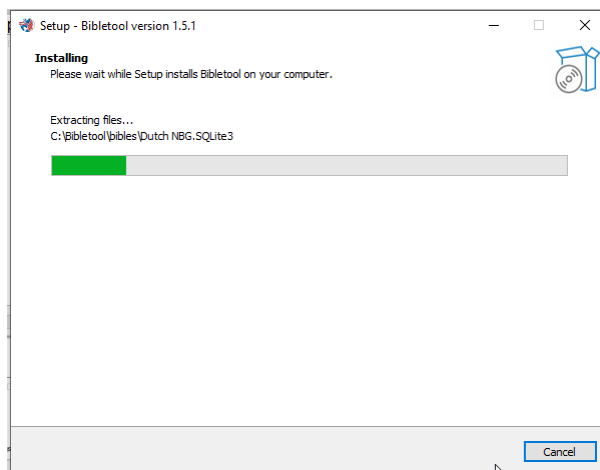 Setup - Bibletool version 1.5.1
Installing
Please wait while Setup installs Bibletool on your computer.
Extracting files...
C:\Bibletool\bibles\Dutch NBG.SQLite3
Cancel